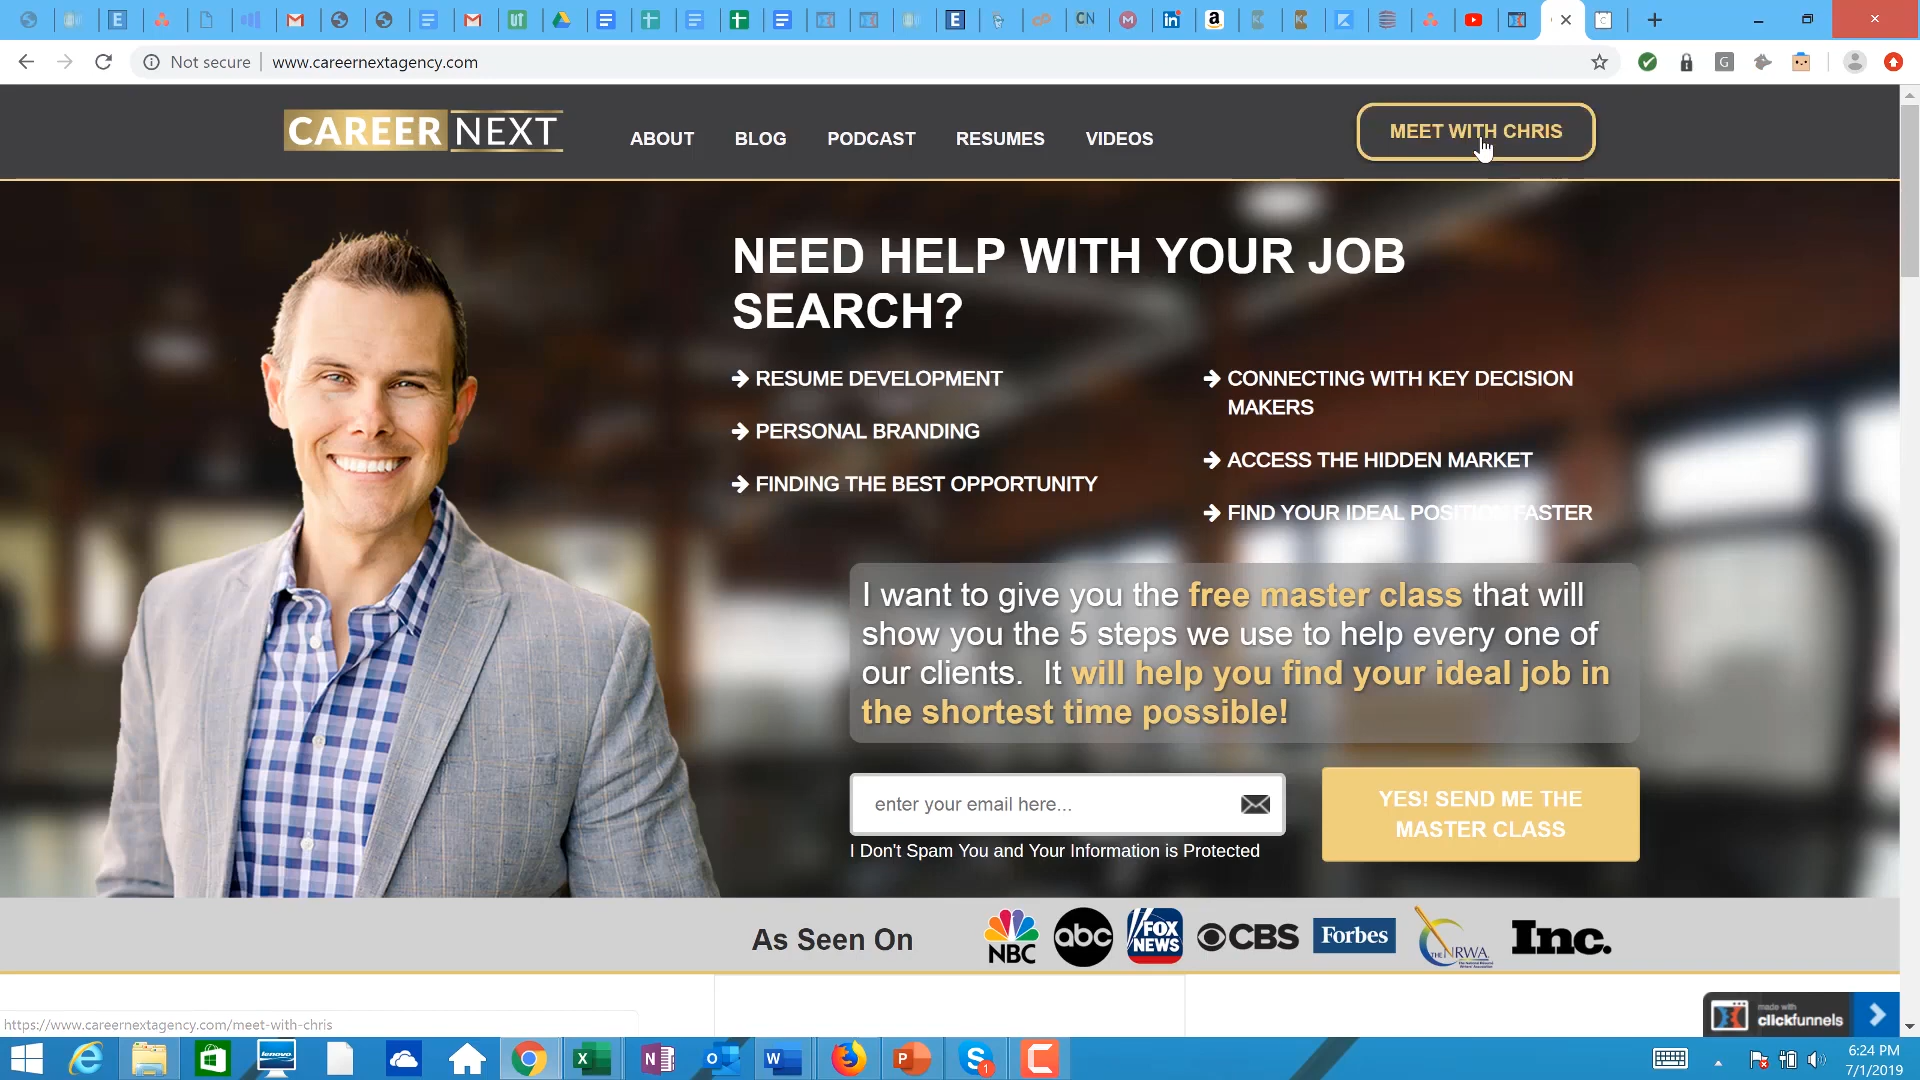 Not secure
www.careernextagency.com
CAREER NEXT
ABOUT
BLOG
PODCAST
RESUMES
VIDEOS
MEET WITH CHRIS
NEED HELP WITH YOUR JOB
SEARCH?
RESUME DEVELOPMENT
PERSONAL BRANDING
FINDING THE BEST OPPORTUNITY
CONNECTING WITH KEY DECISION
MAKERS
ACCESS THE HIDDEN MARKET
FIND YOUR IDEAL POSITION FASTER
I want to give you the free master class that will
show you the 5 steps we use to help every one of
our clients. It will help you find your ideal job in
the shortest time possible!
enter your email here...
YES! SEND ME THE
MASTER CLASS
I Don't Spam You and Your Information is Protected
As Seen On
NBC
abc
FOX
NEWS
CBS
Forbes
THE NRWA
Inc.
made with
clickfunnels
https://www.careernextagency.com/meet-with-chris
lenovo
6:24 PM
7/1/2019